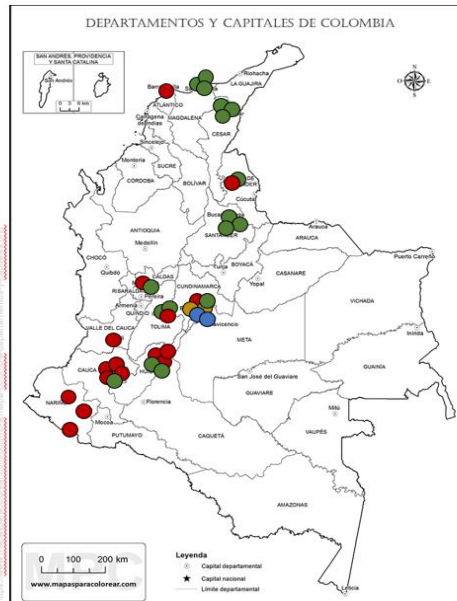 DEPARTAMENTOS Y CAPITALES DE COLOMBIA
SAN ANDRÉS, PROVIDENCIA
Y SANTA CATALINA
San Andrés
N
Riohacha
LA GUAJIRA
ATLÁNTICO
MAGDALENA
Cartagena
de Indias
CESAR
Sincelejo
Montería
SUCRE
CÓRDOBA
BOLÍVAR
Cúcuta
SANTANDER
Arauca
ARAUCA
ANTIOQUIA
Medellín
Puerto Carreño
CHOCÓ
Quibdó
BOYACÁ
Tunja
Yopal
CASANARE
CALDAS
RISARALDA
Pereira
CUNDINAMARCA
VICHADA
Armenia
QUINDÍO
TOLIMA
VALLE DEL CAUCA
META
Inírida
GUAINÍA
CAUCA
San José del Guaviare
GUAVIARE
Florencia
Mitú
VAUPÉS
Mocoa
PUTUMAYO
CAQUETÁ
AMAZONAS
Leticia
MPC
0 100 200 km
www.mapasparacolorear.com
Leyenda
Capital departamental
Capital nacional
Límite departamental